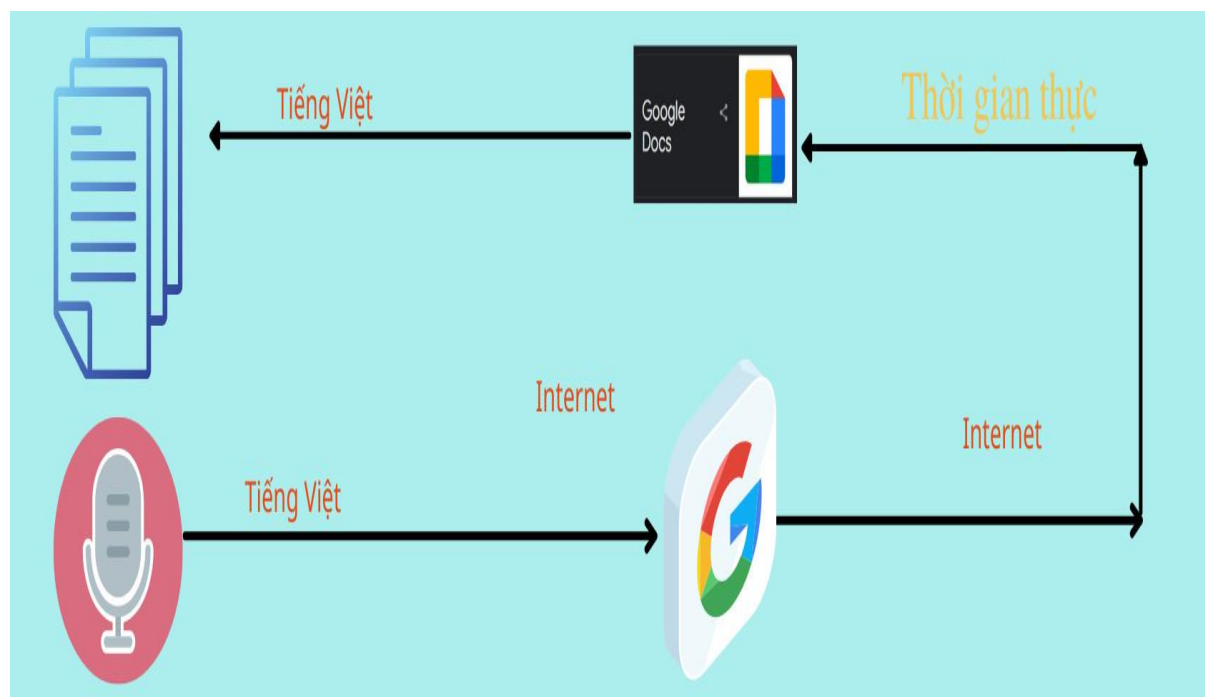 Tiếng Việt
Google
Docs
Thời gian thực
Internet
Internet
Tiếng Việt